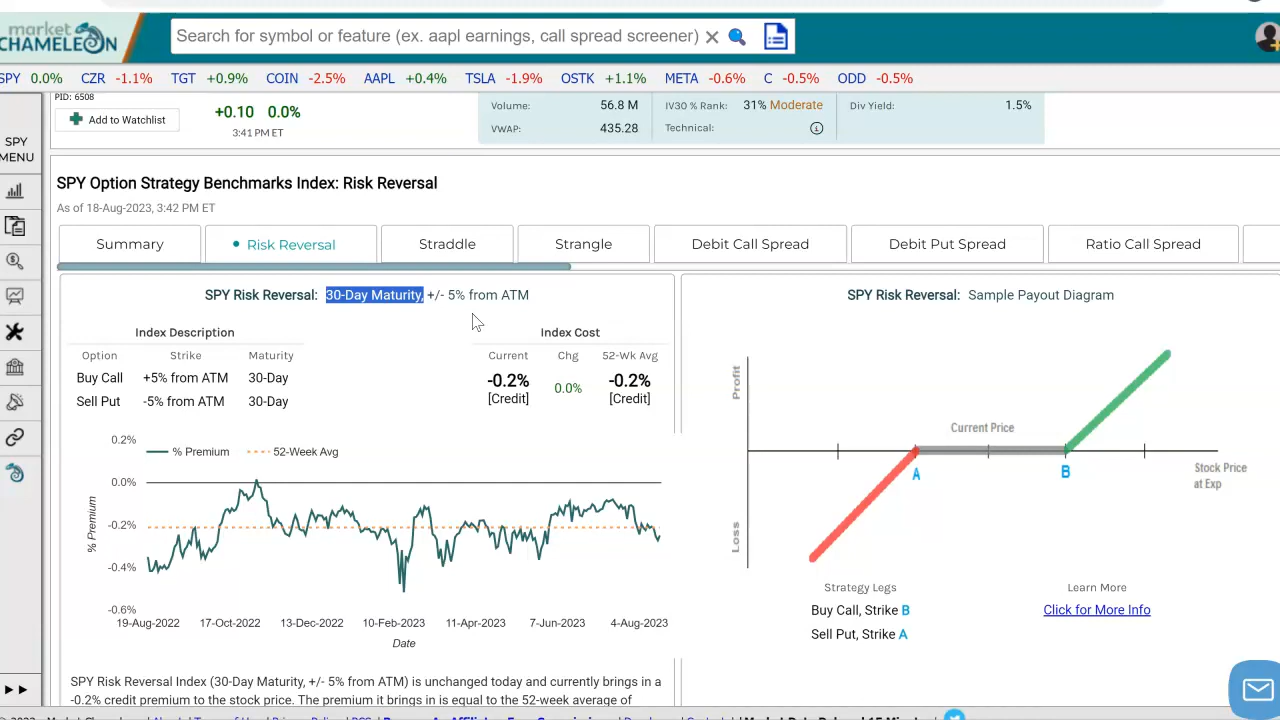 market
CHAMELEON
Search for symbol or feature (ex. aapl earnings, call spread screener)
SPY 0.0% CZR -1.1% TGT +0.9% COIN -2.5% AAPL +0.4% TSLA -1.9% OSTK +1.1% META -0.6% C -0.5% ODD -0.5%
PID: 6508
Add to Watchlist
+0.10 0.0%
3:41 PM ET
Volume: 56.8 M
IV30 % Rank: 31% Moderate
Div Yield: 1.5%
VWAP: 435.28
Technical:
SPY
MENU
SPY Option Strategy Benchmarks Index: Risk Reversal
As of 18-Aug-2023, 3:42 PM ET
Summary
Risk Reversal
Straddle
Strangle
Debit Call Spread
Debit Put Spread
Ratio Call Spread
SPY Risk Reversal: 30-Day Maturity, +/- 5% from ATM
Index Description
Option Strike Maturity
Buy Call +5% from ATM 30-Day
Sell Put -5% from ATM 30-Day
Index Cost
Current Chg 52-Wk Avg
-0.2% 0.0% -0.2%
[Credit] [Credit]
% Premium 52-Week Avg
0.2%
0.0%
-0.2%
-0.4%
-0.6%
% Premium
19-Aug-2022 17-Oct-2022 13-Dec-2022 10-Feb-2023 11-Apr-2023 7-Jun-2023 4-Aug-2023
Date
SPY Risk Reversal Index (30-Day Maturity, +/- 5% from ATM) is unchanged today and currently brings in a
-0.2% credit premium to the stock price. The premium it brings in is equal to the 52-week average of
SPY Risk Reversal: Sample Payout Diagram
Profit
Loss
Current Price
A
B
Stock Price
at Exp
Strategy Legs
Buy Call, Strike B
Sell Put, Strike A
Learn More
Click for More Info